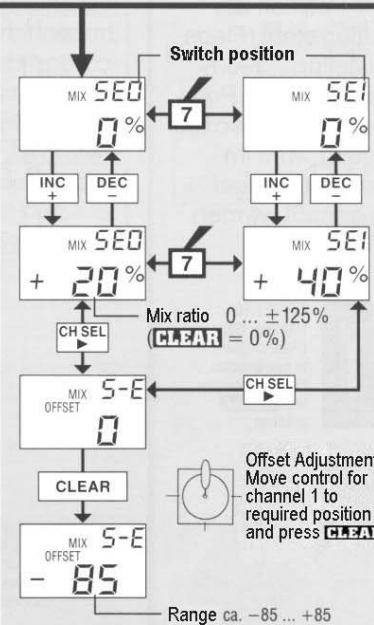 Switch position
MIX SE0
0%
7
MIX SE1
0%
INC
+
DEC
−
INC
+
DEC
−
MIX SE0
+ 20%
7
MIX SE1
+ 40%
Mix ratio 0 ... ±125%
(CLEAR = 0%)
CH SEL
▶
MIX S-E
OFFSET
0
CH SEL
▶
CLEAR
Offset Adjustment
Move control for
channel 1 to
required position
and press CLEAR
MIX S-E
OFFSET
− 85
Range ca. −85 ... +85